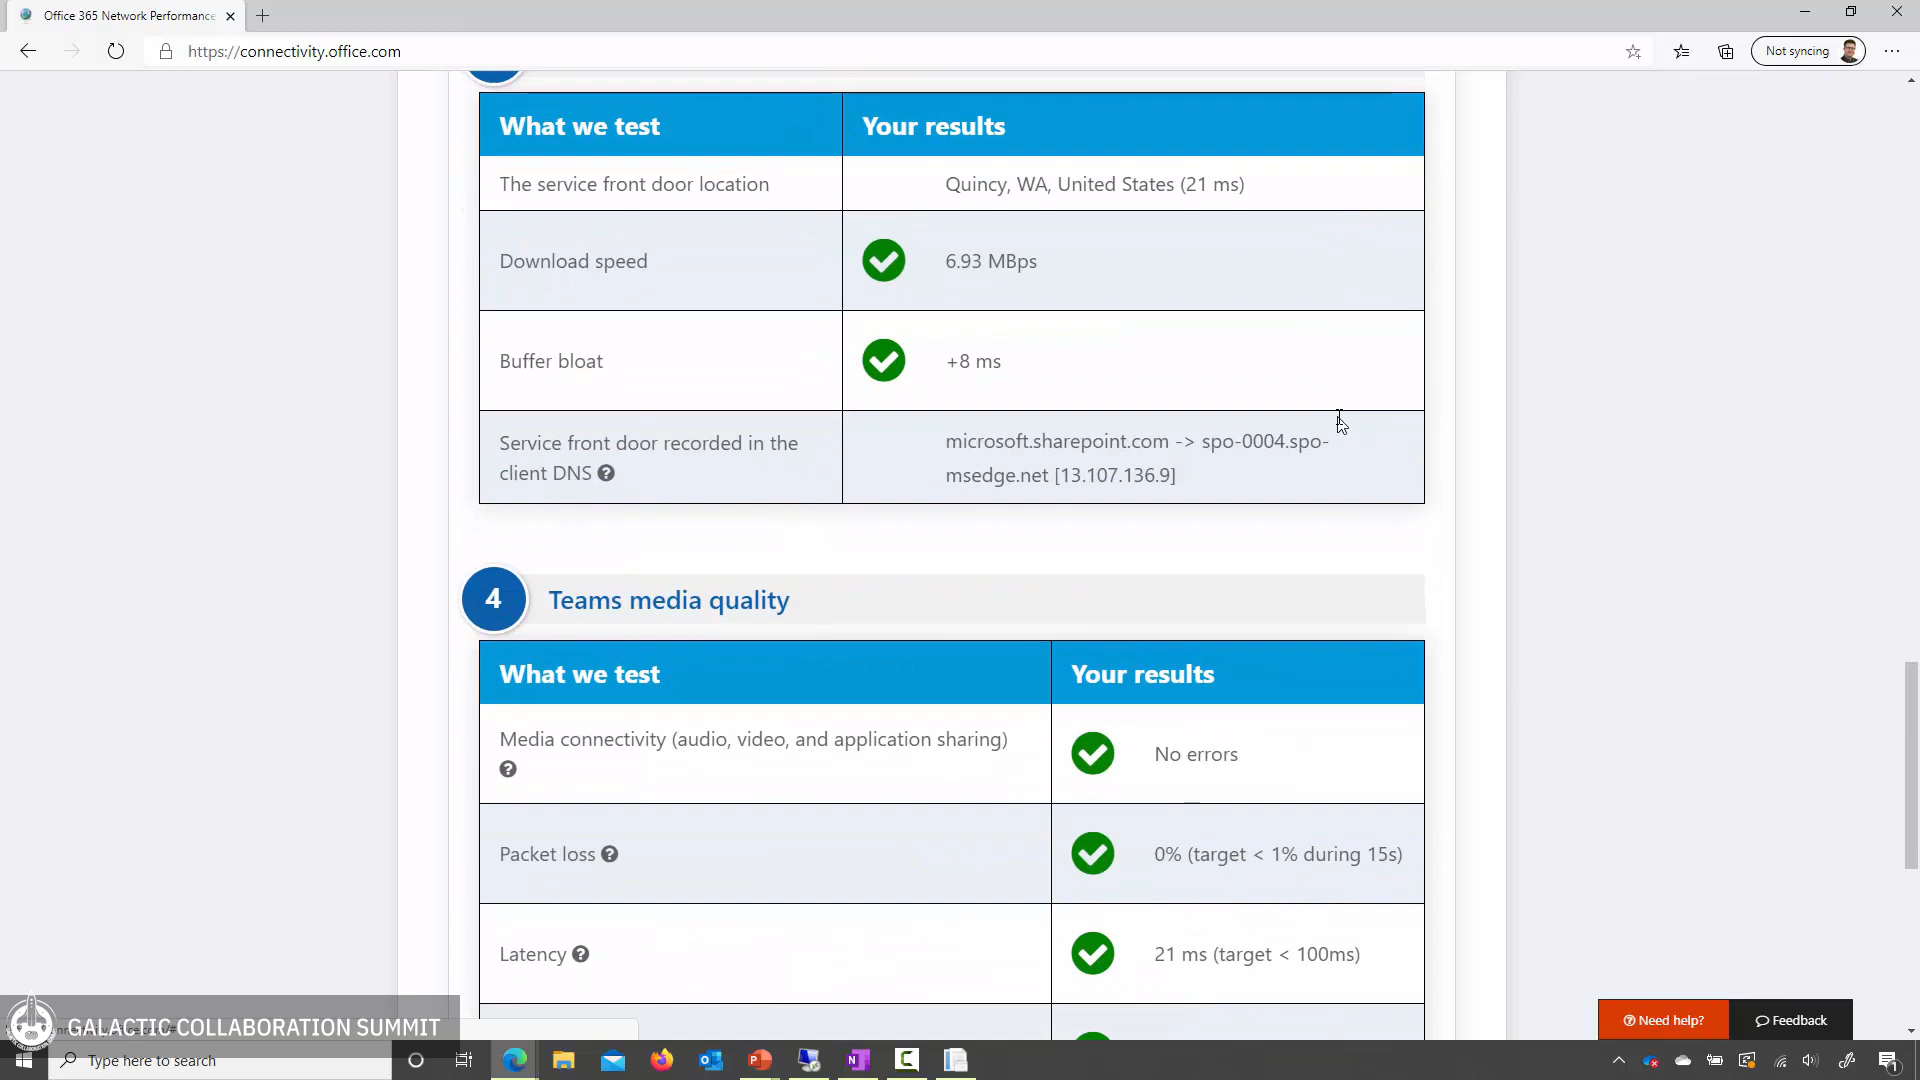 Office 365 Network Performance
https://connectivity.office.com
Not syncing
What we test
Your results
The service front door location
Quincy, WA, United States (21 ms)
Download speed
6.93 MBps
Buffer bloat
+8 ms
Service front door recorded in the
client DNS
microsoft.sharepoint.com -> spo-0004.spo-
msedge.net [13.107.136.9]
4
Teams media quality
What we test
Your results
Media connectivity (audio, video, and application sharing)
No errors
Packet loss
0% (target < 1% during 15s)
Latency
21 ms (target < 100ms)
GALACTIC COLLABORATION SUMMIT
Need help?
Feedback
Type here to search